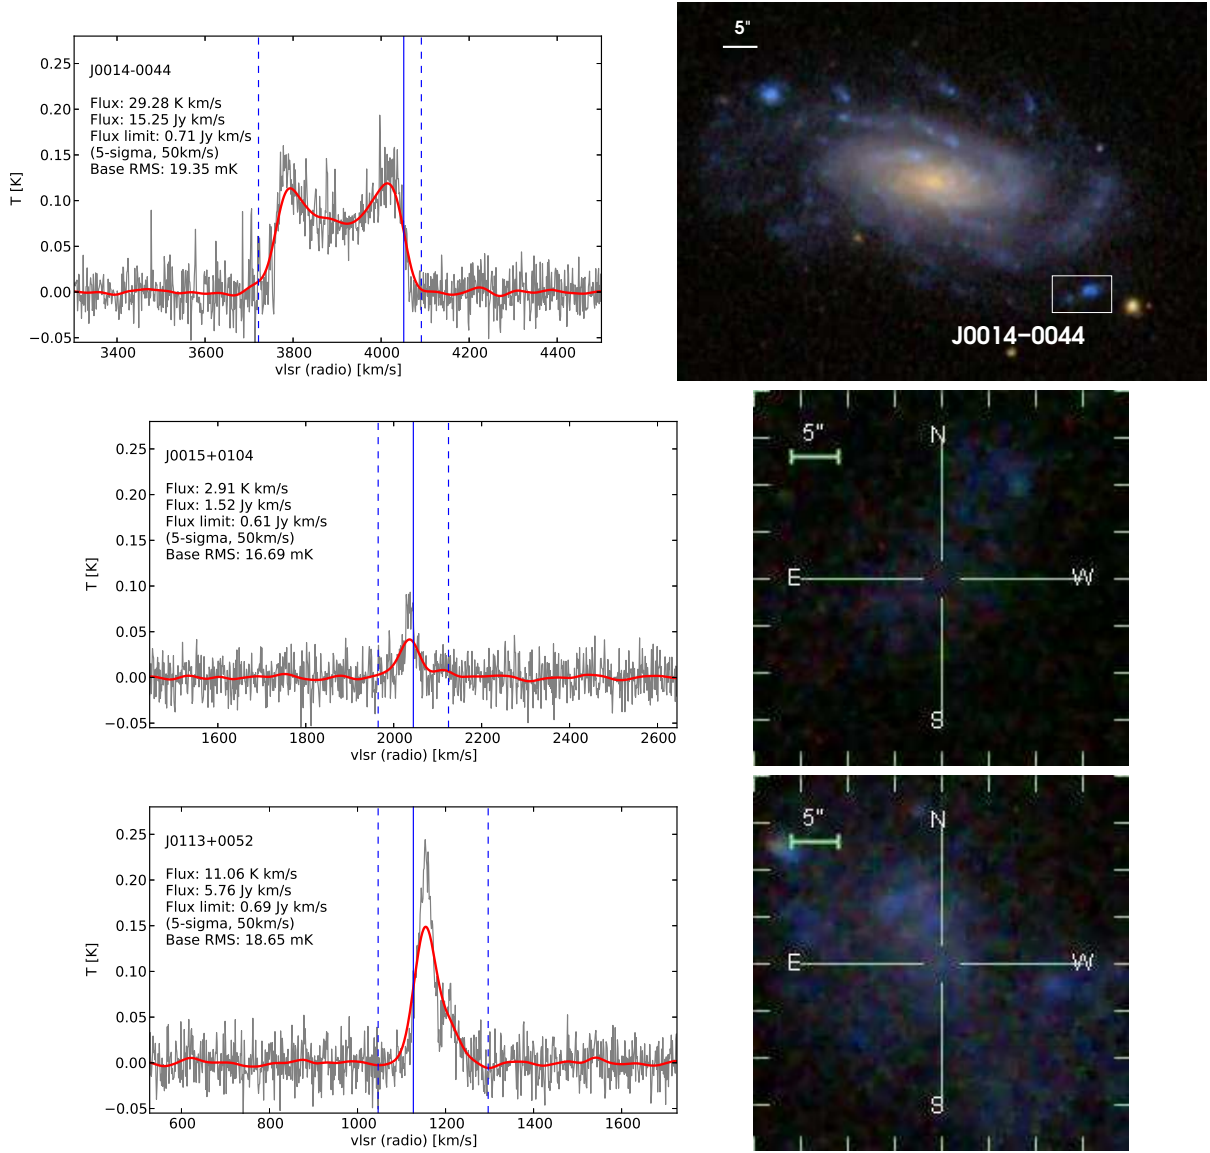 J0014-0044
Flux: 29.28 K km/s
Flux: 15.25 Jy km/s
Flux limit: 0.71 Jy km/s
(5-sigma, 50km/s)
Base RMS: 19.35 mK
T [K]
0.25
0.20
0.15
0.10
0.05
0.00
−0.05
3400 3600 3800 4000 4200 4400
vlsr (radio) [km/s]
5"
J0014−0044
J0015+0104
Flux: 2.91 K km/s
Flux: 1.52 Jy km/s
Flux limit: 0.61 Jy km/s
(5-sigma, 50km/s)
Base RMS: 16.69 mK
T [K]
0.25
0.20
0.15
0.10
0.05
0.00
−0.05
1600 1800 2000 2200 2400 2600
vlsr (radio) [km/s]
5"
N
E
W
S
J0113+0052
Flux: 11.06 K km/s
Flux: 5.76 Jy km/s
Flux limit: 0.69 Jy km/s
(5-sigma, 50km/s)
Base RMS: 18.65 mK
T [K]
0.25
0.20
0.15
0.10
0.05
0.00
−0.05
600 800 1000 1200 1400 1600
vlsr (radio) [km/s]
5"
N
E
W
S